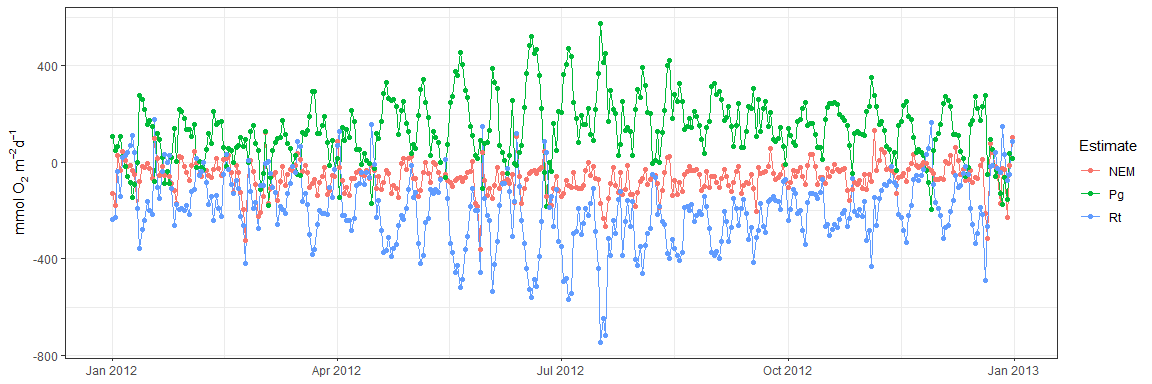 400
0
-400
-800
mmol O₂ m⁻²d⁻¹
Jan 2012
Apr 2012
Jul 2012
Oct 2012
Jan 2013
Estimate
NEM
Pg
Rt